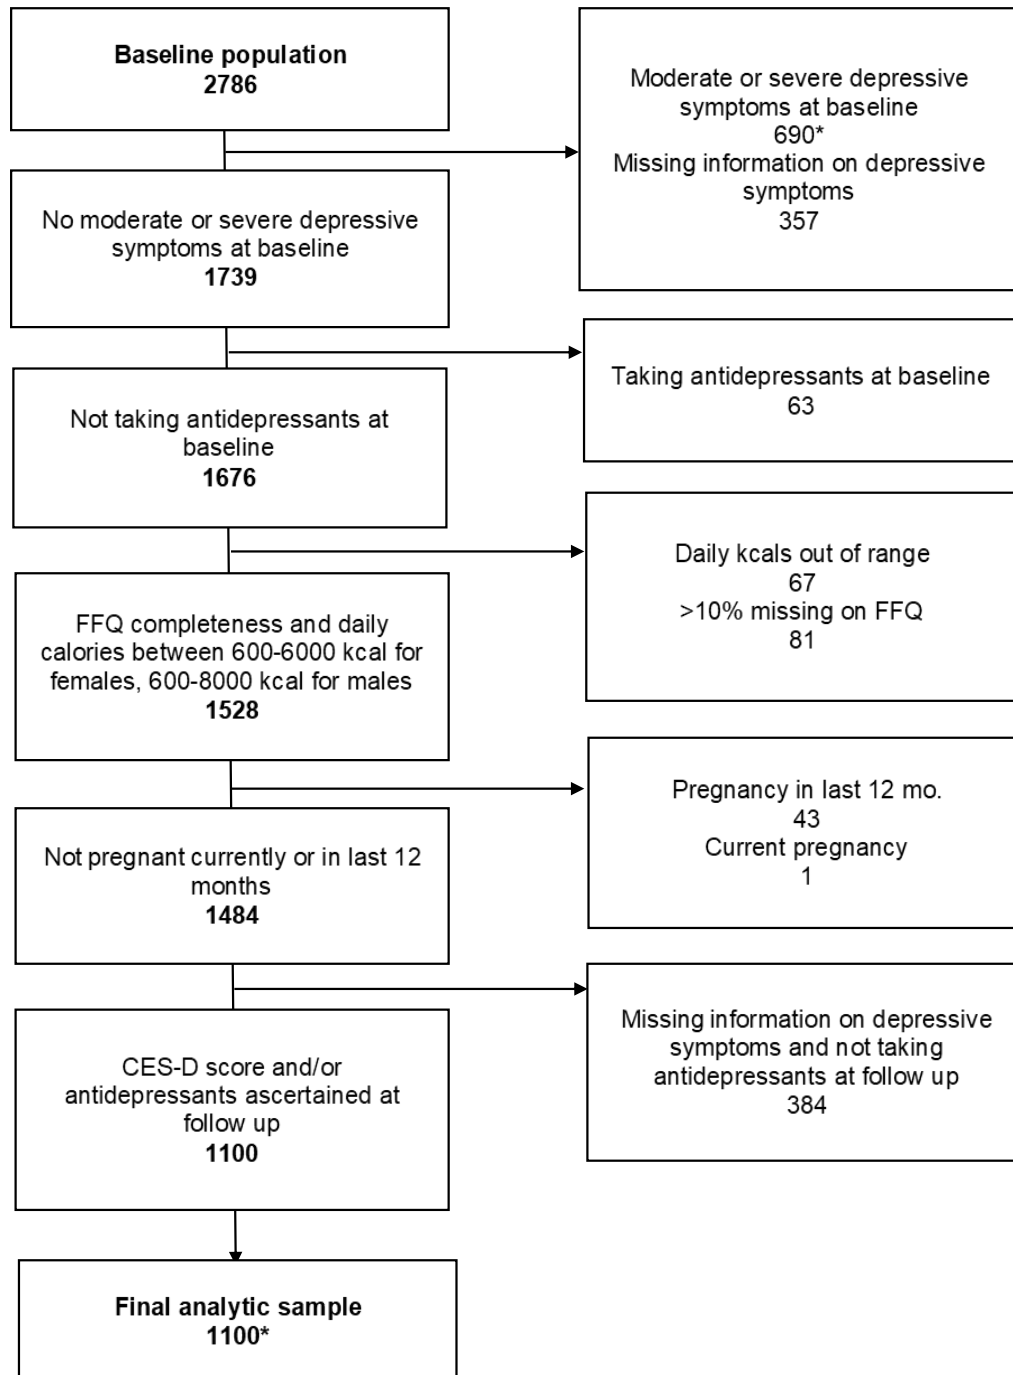 Baseline population
2786
Moderate or severe depressive
symptoms at baseline
690*
Missing information on depressive
symptoms
357
No moderate or severe depressive
symptoms at baseline
1739
Taking antidepressants at baseline
63
Not taking antidepressants at
baseline
1676
Daily kcals out of range
67
>10% missing on FFQ
81
FFQ completeness and daily
calories between 600-6000 kcal for
females, 600-8000 kcal for males
1528
Pregnancy in last 12 mo.
43
Current pregnancy
1
Not pregnant currently or in last 12
months
1484
Missing information on depressive
symptoms and not taking
antidepressants at follow up
384
CES-D score and/or
antidepressants ascertained at
follow up
1100
Final analytic sample
1100*